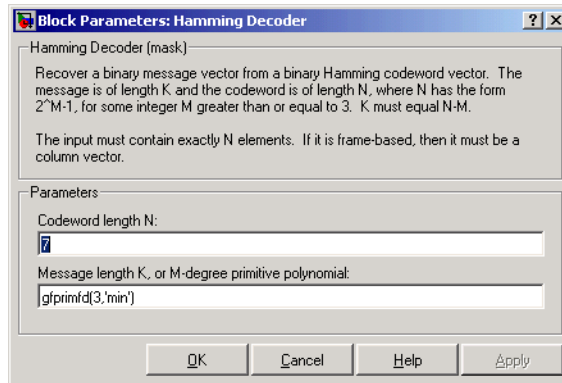 Block Parameters: Hamming Decoder
Hamming Decoder (mask)
Recover a binary message vector from a binary Hamming codeword vector. The
message is of length K and the codeword is of length N, where N has the form
2^M-1, for some integer M greater than or equal to 3. K must equal N-M.
The input must contain exactly N elements. If it is frame-based, then it must be a
column vector.
Parameters
Codeword length N:
7
Message length K, or M-degree primitive polynomial:
gfprimfd(3,'min')
OK Cancel Help Apply